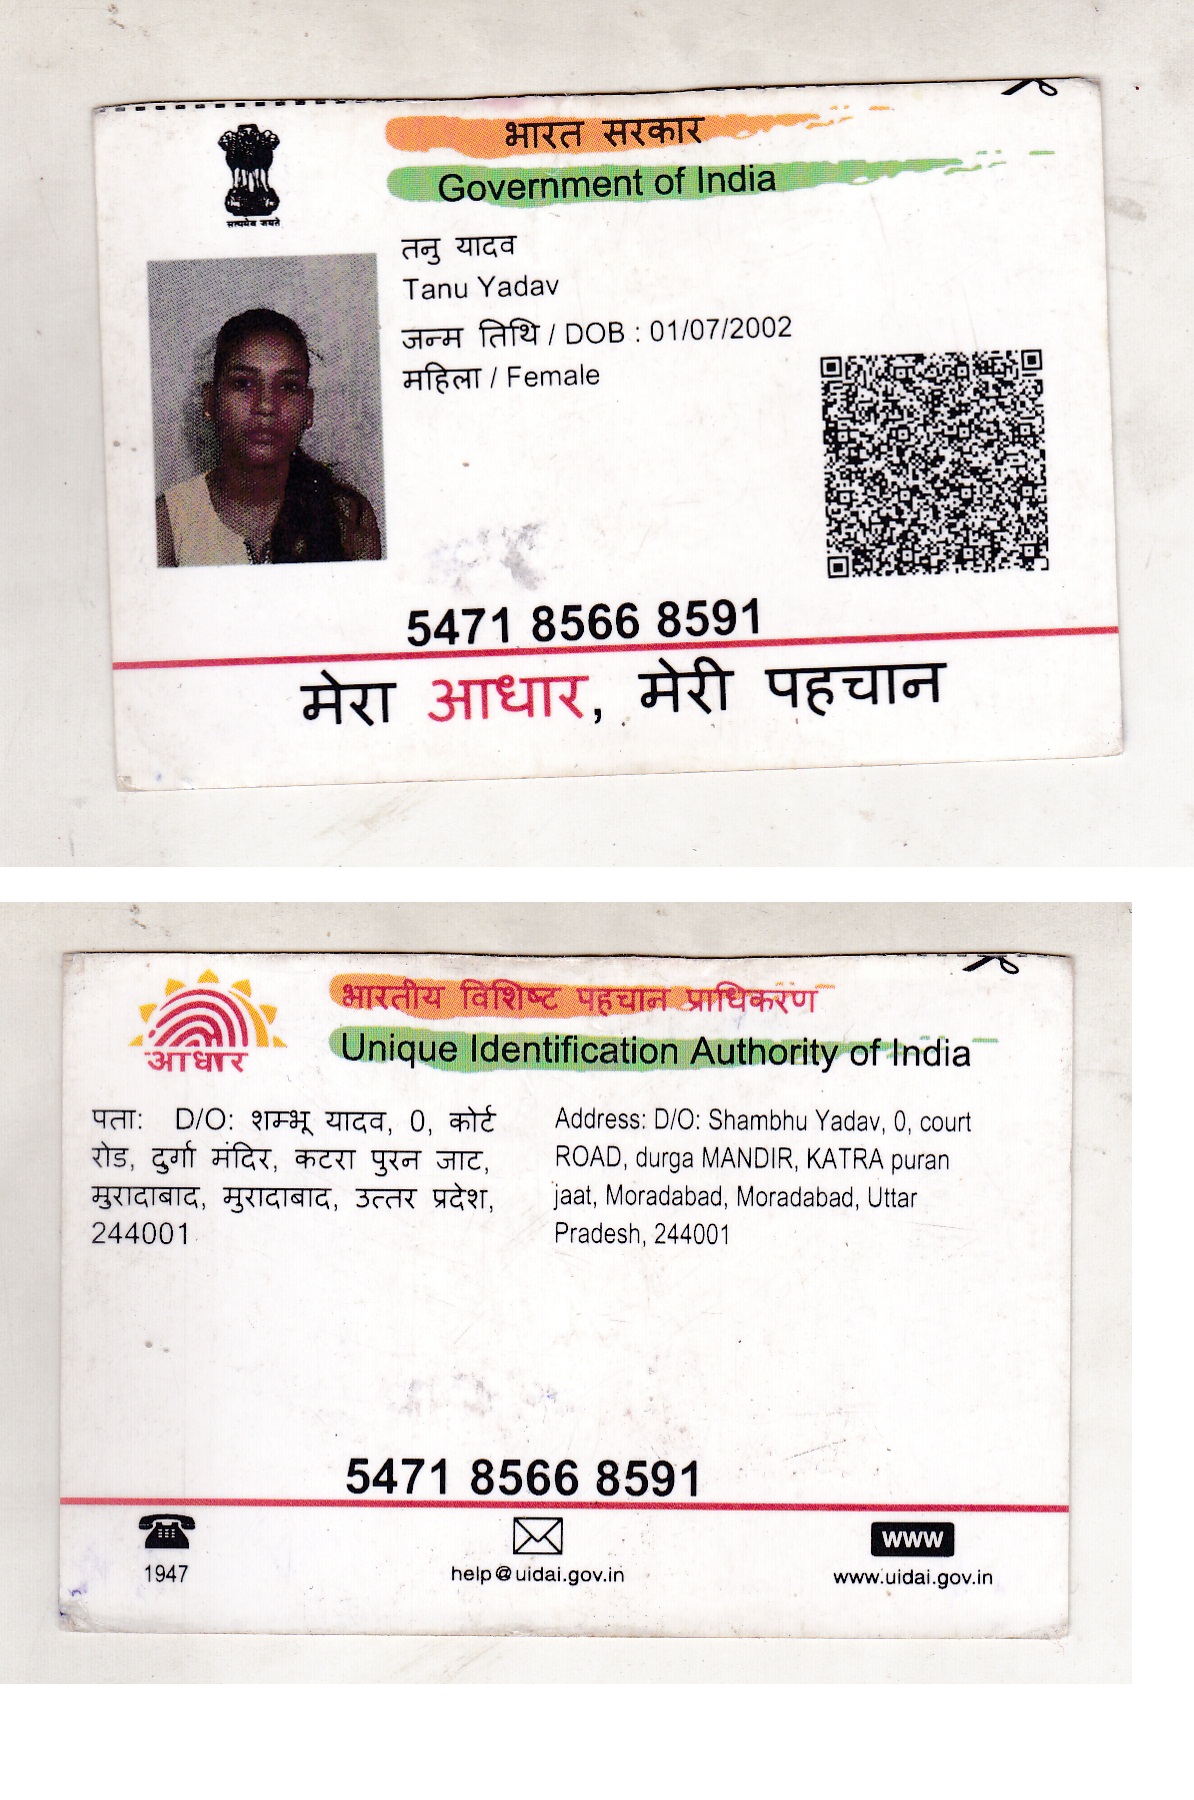 भारत सरकार
Government of India
सत्यमेव जयते
तनु यादव
Tanu Yadav
जन्म तिथि / DOB : 01/07/2002
महिला / Female
5471 8566 8591
मेरा आधार, मेरी पहचान
भारतीय विशिष्ट पहचान प्राधिकरण
Unique Identification Authority of India
आधार
पता: D/O: शम्भू यादव, 0, कोर्ट
रोड, दुर्गा मंदिर, कटरा पुरन जाट,
मुरादाबाद, मुरादाबाद, उत्तर प्रदेश,
244001
Address: D/O: Shambhu Yadav, 0, court
ROAD, durga MANDIR, KATRA puran
jaat, Moradabad, Moradabad, Uttar
Pradesh, 244001
5471 8566 8591
www
1947
help@uidai.gov.in
www.uidai.gov.in